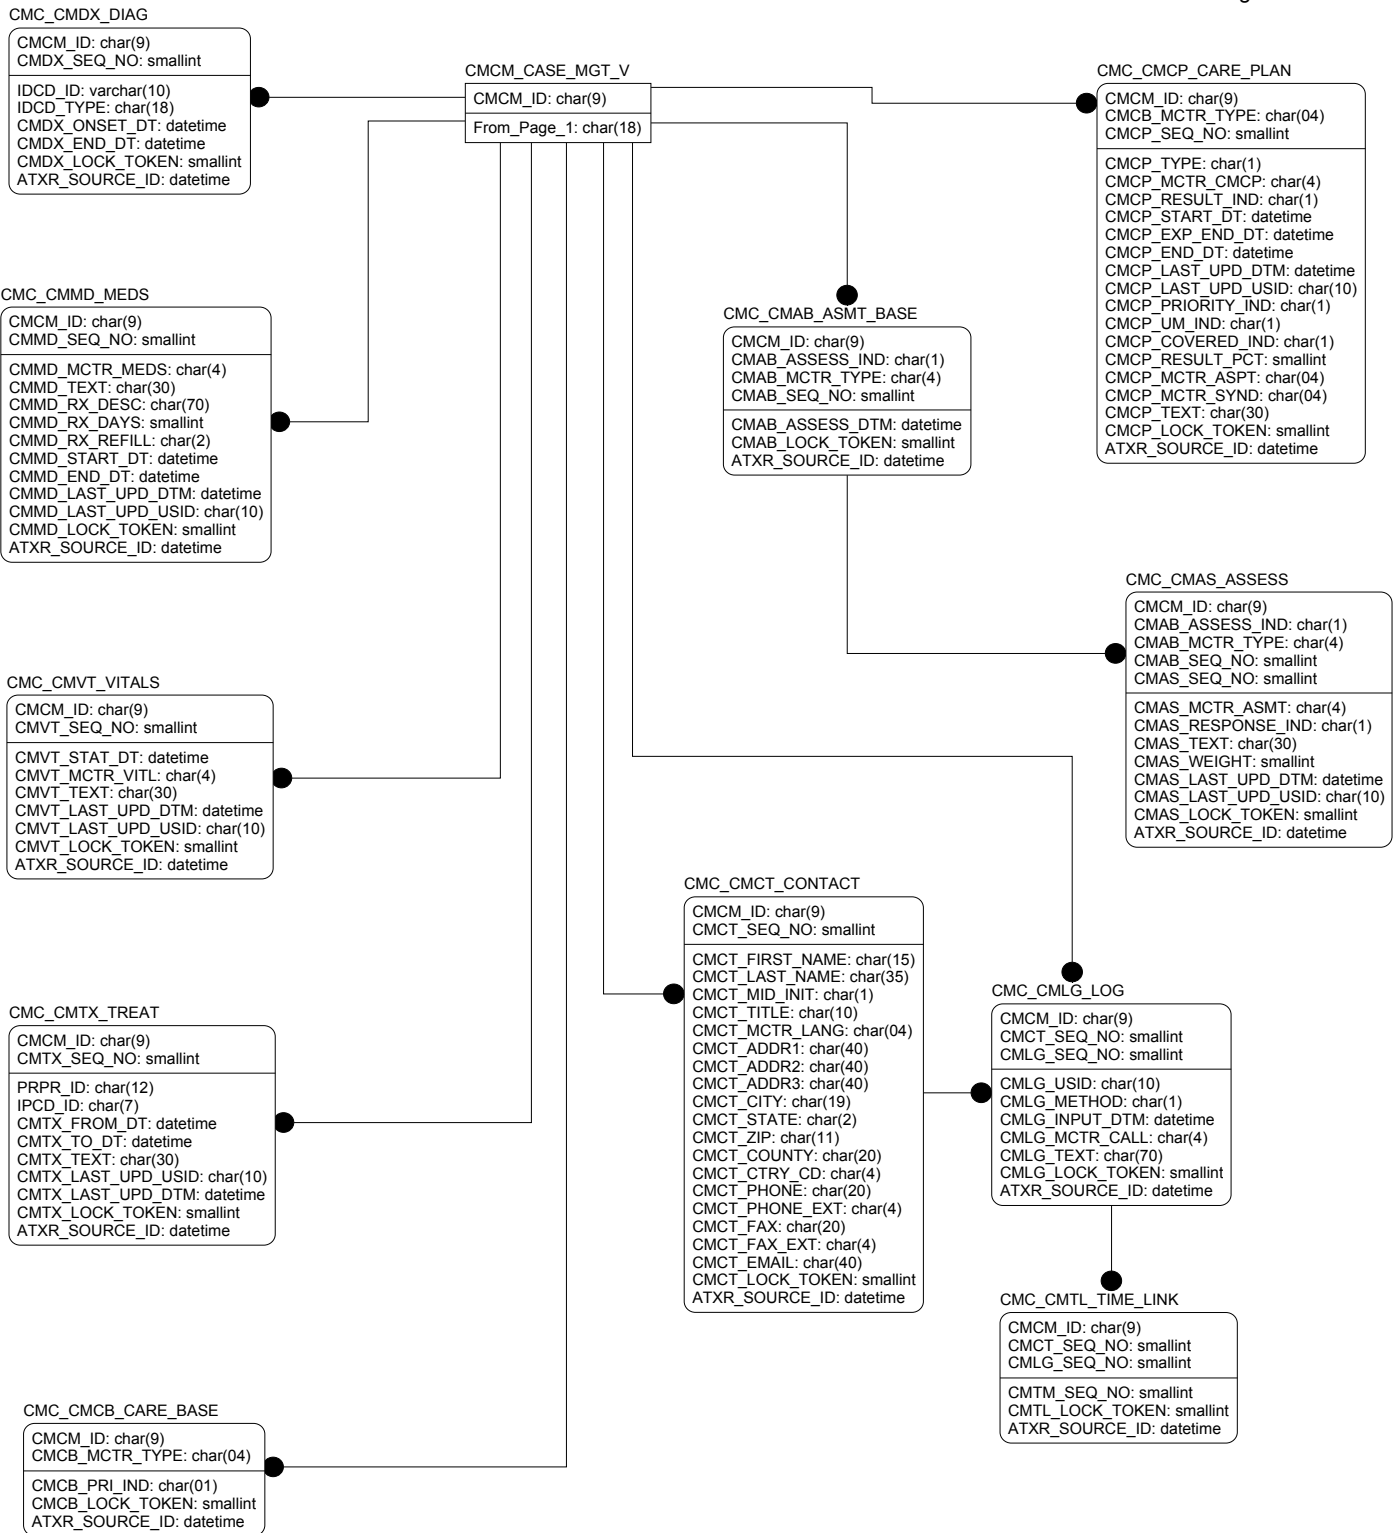 CMC_CMDX_DIAG
CMCM_ID: char(9)
CMDX_SEQ_NO: smallint
IDCD_ID: varchar(10)
IDCD_TYPE: char(18)
CMDX_ONSET_DT: datetime
CMDX_END_DT: datetime
CMDX_LOCK_TOKEN: smallint
ATXR_SOURCE_ID: datetime
CMCM_CASE_MGT_V
CMCM_ID: char(9)
From_Page_1: char(18)
CMC_CMCP_CARE_PLAN
CMCM_ID: char(9)
CMCB_MCTR_TYPE: char(04)
CMCP_SEQ_NO: smallint
CMCP_TYPE: char(1)
CMCP_MCTR_CMCP: char(4)
CMCP_RESULT_IND: char(1)
CMCP_START_DT: datetime
CMCP_EXP_END_DT: datetime
CMCP_END_DT: datetime
CMCP_LAST_UPD_DTM: datetime
CMCP_LAST_UPD_USID: char(10)
CMCP_PRIORITY_IND: char(1)
CMCP_UM_IND: char(1)
CMCP_COVERED_IND: char(1)
CMCP_RESULT_PCT: smallint
CMCP_MCTR_ASPT: char(04)
CMCP_MCTR_SYND: char(04)
CMCP_TEXT: char(30)
CMCP_LOCK_TOKEN: smallint
ATXR_SOURCE_ID: datetime
CMC_CMMD_MEDS
CMCM_ID: char(9)
CMMD_SEQ_NO: smallint
CMMD_MCTR_MEDS: char(4)
CMMD_TEXT: char(30)
CMMD_RX_DESC: char(70)
CMMD_RX_DAYS: smallint
CMMD_RX_REFILL: char(2)
CMMD_START_DT: datetime
CMMD_END_DT: datetime
CMMD_LAST_UPD_DTM: datetime
CMMD_LAST_UPD_USID: char(10)
CMMD_LOCK_TOKEN: smallint
ATXR_SOURCE_ID: datetime
CMC_CMAB_ASMT_BASE
CMCM_ID: char(9)
CMAB_ASSESS_IND: char(1)
CMAB_MCTR_TYPE: char(4)
CMAB_SEQ_NO: smallint
CMAB_ASSESS_DTM: datetime
CMAB_LOCK_TOKEN: smallint
ATXR_SOURCE_ID: datetime
CMC_CMAS_ASSESS
CMCM_ID: char(9)
CMAB_ASSESS_IND: char(1)
CMAB_MCTR_TYPE: char(4)
CMAB_SEQ_NO: smallint
CMAS_SEQ_NO: smallint
CMAS_MCTR_ASMT: char(4)
CMAS_RESPONSE_IND: char(1)
CMAS_TEXT: char(30)
CMAS_WEIGHT: smallint
CMAS_LAST_UPD_DTM: datetime
CMAS_LAST_UPD_USID: char(10)
CMAS_LOCK_TOKEN: smallint
ATXR_SOURCE_ID: datetime
CMC_CMVT_VITALS
CMCM_ID: char(9)
CMVT_SEQ_NO: smallint
CMVT_STAT_DT: datetime
CMVT_MCTR_VITL: char(4)
CMVT_TEXT: char(30)
CMVT_LAST_UPD_DTM: datetime
CMVT_LAST_UPD_USID: char(10)
CMVT_LOCK_TOKEN: smallint
ATXR_SOURCE_ID: datetime
CMC_CMCT_CONTACT
CMCM_ID: char(9)
CMCT_SEQ_NO: smallint
CMCT_FIRST_NAME: char(15)
CMCT_LAST_NAME: char(35)
CMCT_MID_INIT: char(1)
CMCT_TITLE: char(10)
CMCT_MCTR_LANG: char(04)
CMCT_ADDR1: char(40)
CMCT_ADDR2: char(40)
CMCT_ADDR3: char(40)
CMCT_CITY: char(19)
CMCT_STATE: char(2)
CMCT_ZIP: char(11)
CMCT_COUNTY: char(20)
CMCT_CTRY_CD: char(4)
CMCT_PHONE: char(20)
CMCT_PHONE_EXT: char(4)
CMCT_FAX: char(20)
CMCT_FAX_EXT: char(4)
CMCT_EMAIL: char(40)
CMCT_LOCK_TOKEN: smallint
ATXR_SOURCE_ID: datetime
CMC_CMLG_LOG
CMCM_ID: char(9)
CMCT_SEQ_NO: smallint
CMLG_SEQ_NO: smallint
CMLG_USID: char(10)
CMLG_METHOD: char(1)
CMLG_INPUT_DTM: datetime
CMLG_MCTR_CALL: char(4)
CMLG_TEXT: char(70)
CMLG_LOCK_TOKEN: smallint
ATXR_SOURCE_ID: datetime
CMC_CMTX_TREAT
CMCM_ID: char(9)
CMTX_SEQ_NO: smallint
PRPR_ID: char(12)
IPCD_ID: char(7)
CMTX_FROM_DT: datetime
CMTX_TO_DT: datetime
CMTX_TEXT: char(30)
CMTX_LAST_UPD_USID: char(10)
CMTX_LAST_UPD_DTM: datetime
CMTX_LOCK_TOKEN: smallint
ATXR_SOURCE_ID: datetime
CMC_CMTL_TIME_LINK
CMCM_ID: char(9)
CMCT_SEQ_NO: smallint
CMLG_SEQ_NO: smallint
CMTM_SEQ_NO: smallint
CMTL_LOCK_TOKEN: smallint
ATXR_SOURCE_ID: datetime
CMC_CMCB_CARE_BASE
CMCM_ID: char(9)
CMCB_MCTR_TYPE: char(04)
CMCB_PRI_IND: char(01)
CMCB_LOCK_TOKEN: smallint
ATXR_SOURCE_ID: datetime